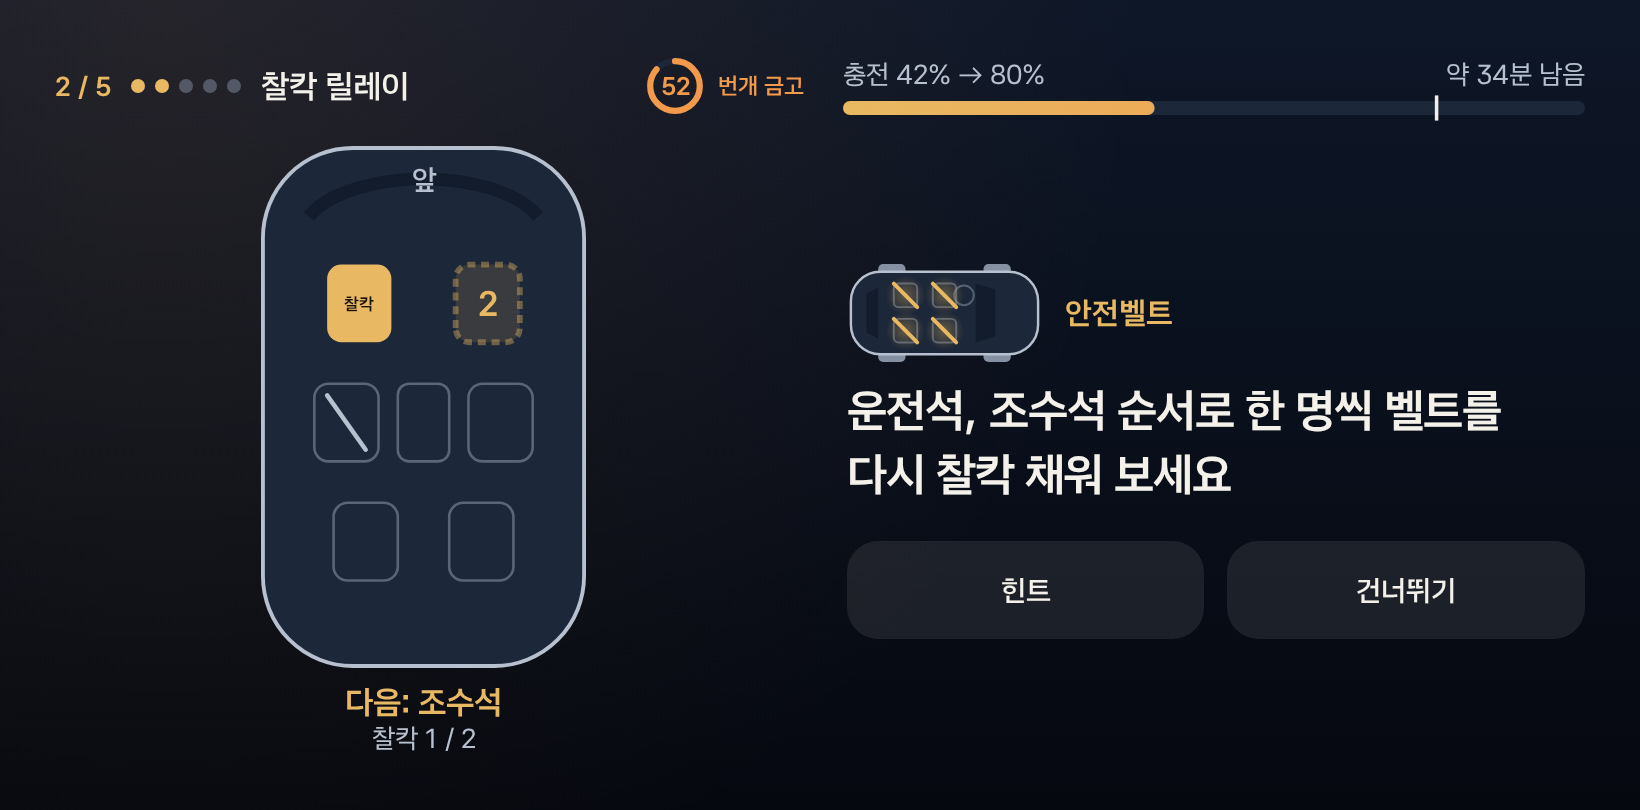 2 / 5 찰칵 릴레이
52 번개 금고
충전 42% → 80%
약 34분 남음
앞
찰칵
2
다음: 조수석
찰칵 1 / 2
안전벨트
운전석, 조수석 순서로 한 명씩 벨트를
다시 찰칵 채워 보세요
힌트
건너뛰기